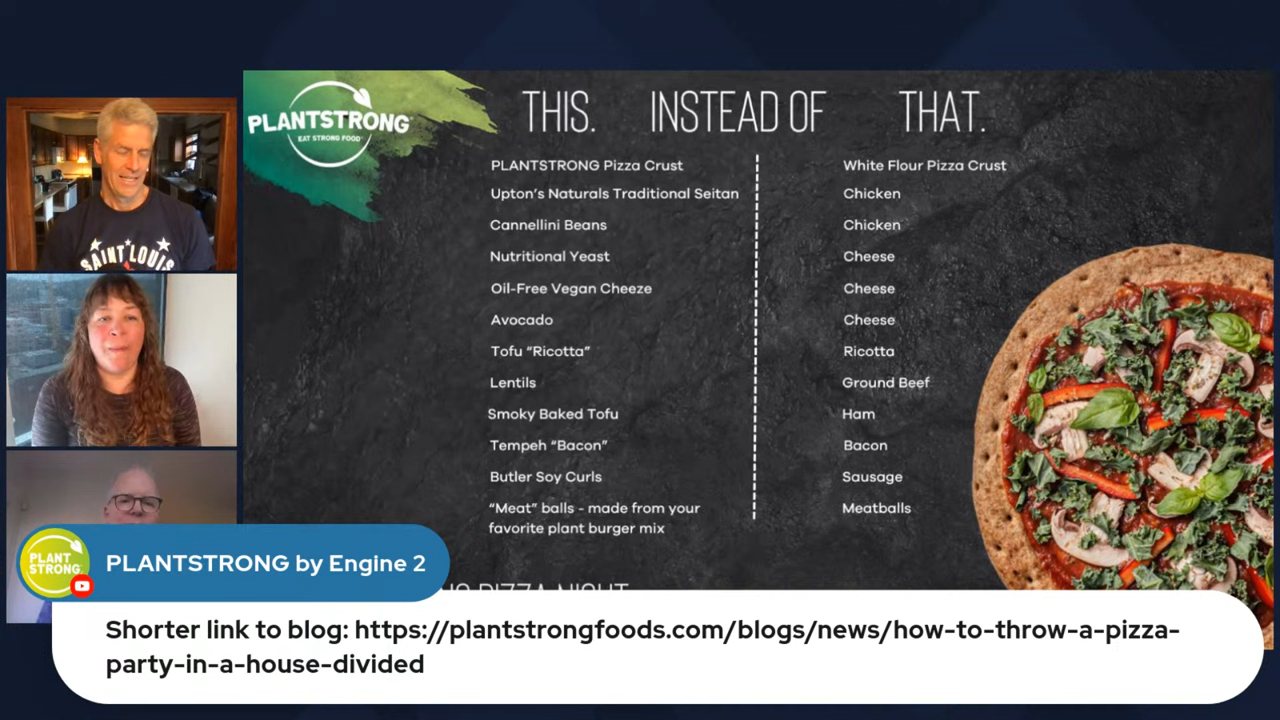 PLANTSTRONG
EAT STRONG FOOD
THIS. INSTEAD OF THAT.
PLANTSTRONG Pizza Crust White Flour Pizza Crust
Upton's Naturals Traditional Seitan Chicken
Cannellini Beans Chicken
Nutritional Yeast Cheese
Oil-Free Vegan Cheeze Cheese
Avocado Cheese
Tofu “Ricotta” Ricotta
Lentils Ground Beef
Smoky Baked Tofu Ham
Tempeh “Bacon” Bacon
Butler Soy Curls Sausage
“Meat” balls - made from your Meatballs
favorite plant burger mix
PIZZA NIGHT
SAINT LOUIS
PLANT
STRONG
PLANTSTRONG by Engine 2
Shorter link to blog: https://plantstrongfoods.com/blogs/news/how-to-throw-a-pizza-
party-in-a-house-divided